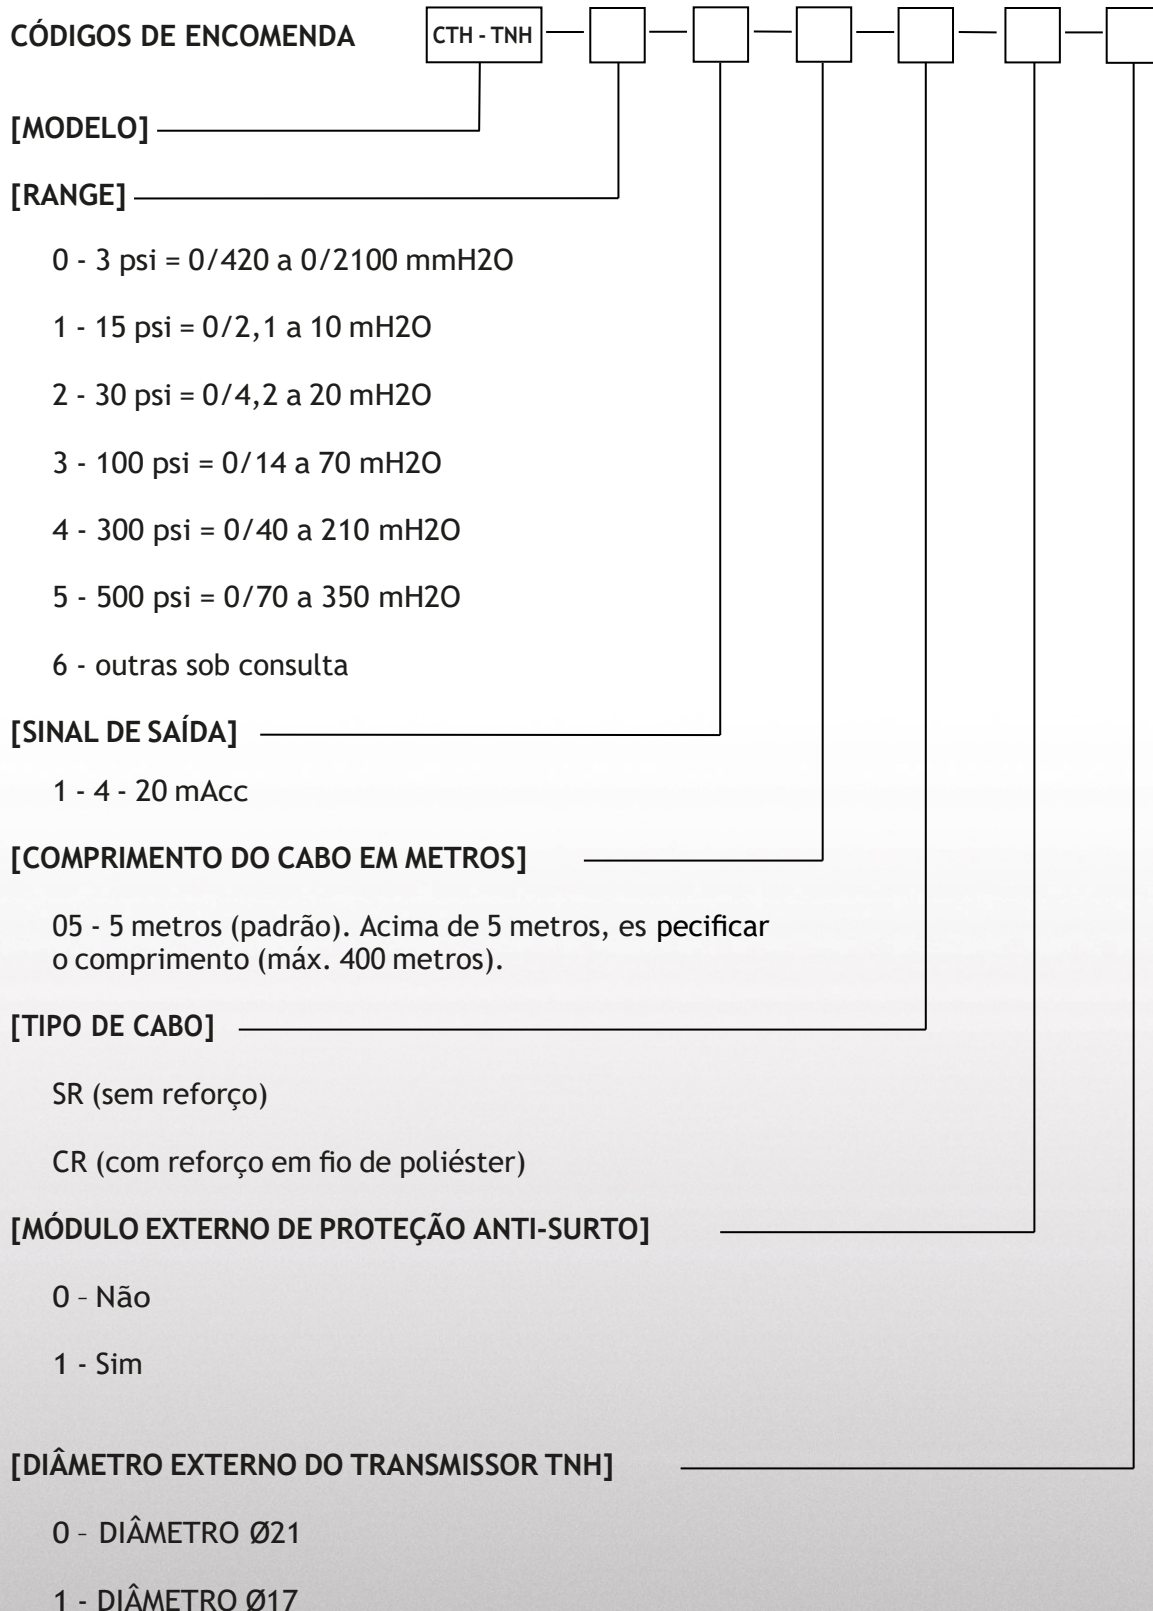 CÓDIGOS DE ENCOMENDA CTH - TNH
[MODELO]
[RANGE]
0 - 3 psi = 0/420 a 0/2100 mmH2O
1 - 15 psi = 0/2,1 a 10 mH2O
2 - 30 psi = 0/4,2 a 20 mH2O
3 - 100 psi = 0/14 a 70 mH2O
4 - 300 psi = 0/40 a 210 mH2O
5 - 500 psi = 0/70 a 350 mH2O
6 - outras sob consulta
[SINAL DE SAÍDA]
1 - 4 - 20 mAcc
[COMPRIMENTO DO CABO EM METROS]
05 - 5 metros (padrão). Acima de 5 metros, es pecificar
o comprimento (máx. 400 metros).
[TIPO DE CABO]
SR (sem reforço)
CR (com reforço em fio de poliéster)
[MÓDULO EXTERNO DE PROTEÇÃO ANTI-SURTO]
0 – Não
1 - Sim
[DIÂMETRO EXTERNO DO TRANSMISSOR TNH]
0 – DIÂMETRO Ø21
1 - DIÂMETRO Ø17